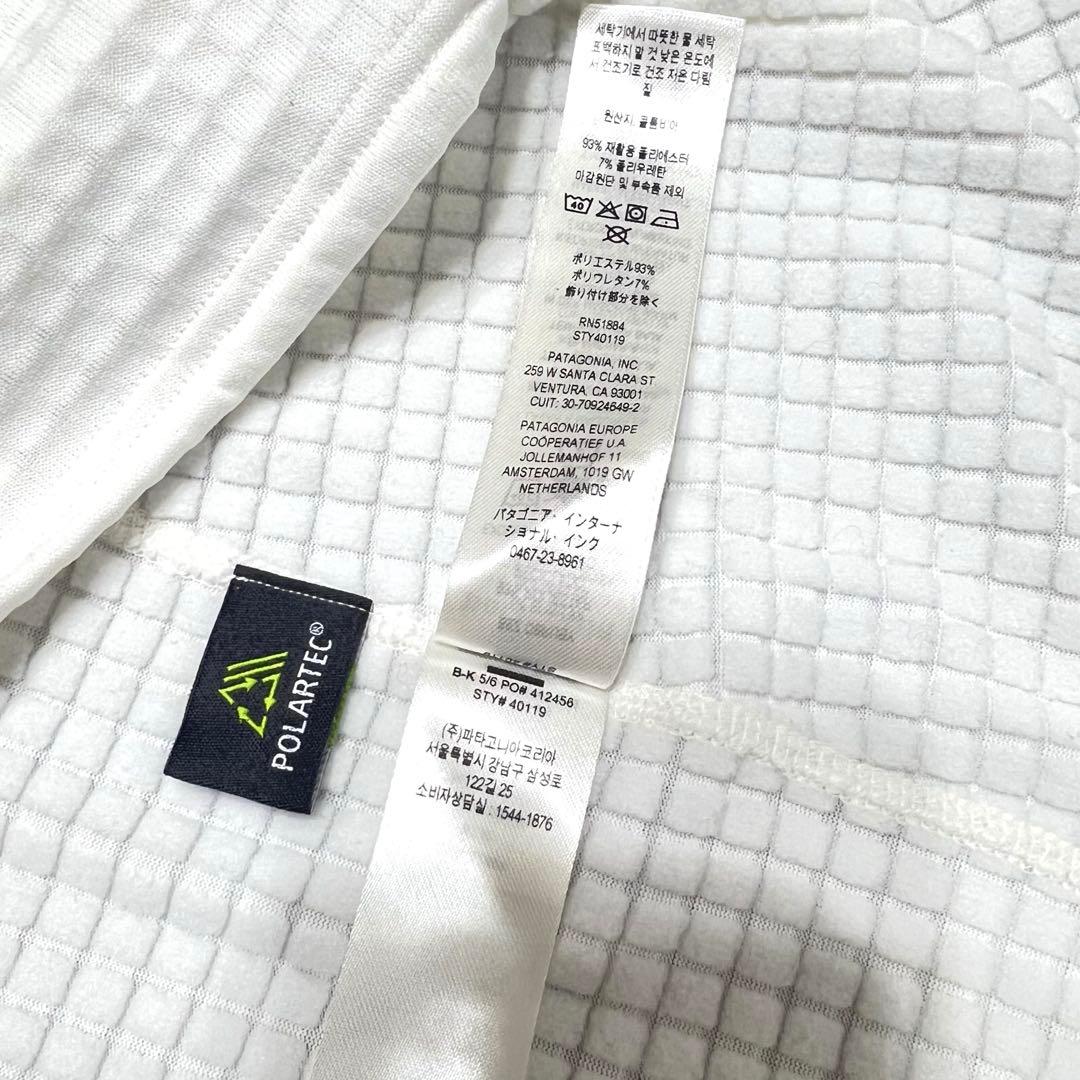 세탁기에서 따뜻한 물 세탁
표백하지 말 것 낮은 온도에
서 건조기로 건조 저온 다림
질
원산지: 콜롬비아
93% 재활용 폴리에스터
7% 폴리우레탄
마감원단 및 부속품 제외
40
ポリエステル93%
ポリウレタン7%
飾り付け部分を除く
RN51884
STY40119
PATAGONIA, INC
259 W SANTA CLARA ST
VENTURA, CA 93001
CUIT: 30-70924649-2
PATAGONIA EUROPE
COÖPERATIEF U.A
JOLLEMANHOF 11
AMSTERDAM, 1019 GW
NETHERLANDS
パタゴニア・インターナ
ショナル・インク
0467-23-8961
POLARTEC®
B-K 5/6 PO# 412456
STY# 40119
(주)파타고니아코리아
서울특별시 강남구 삼성로
122길 25
소비자상담실 : 1544-1876